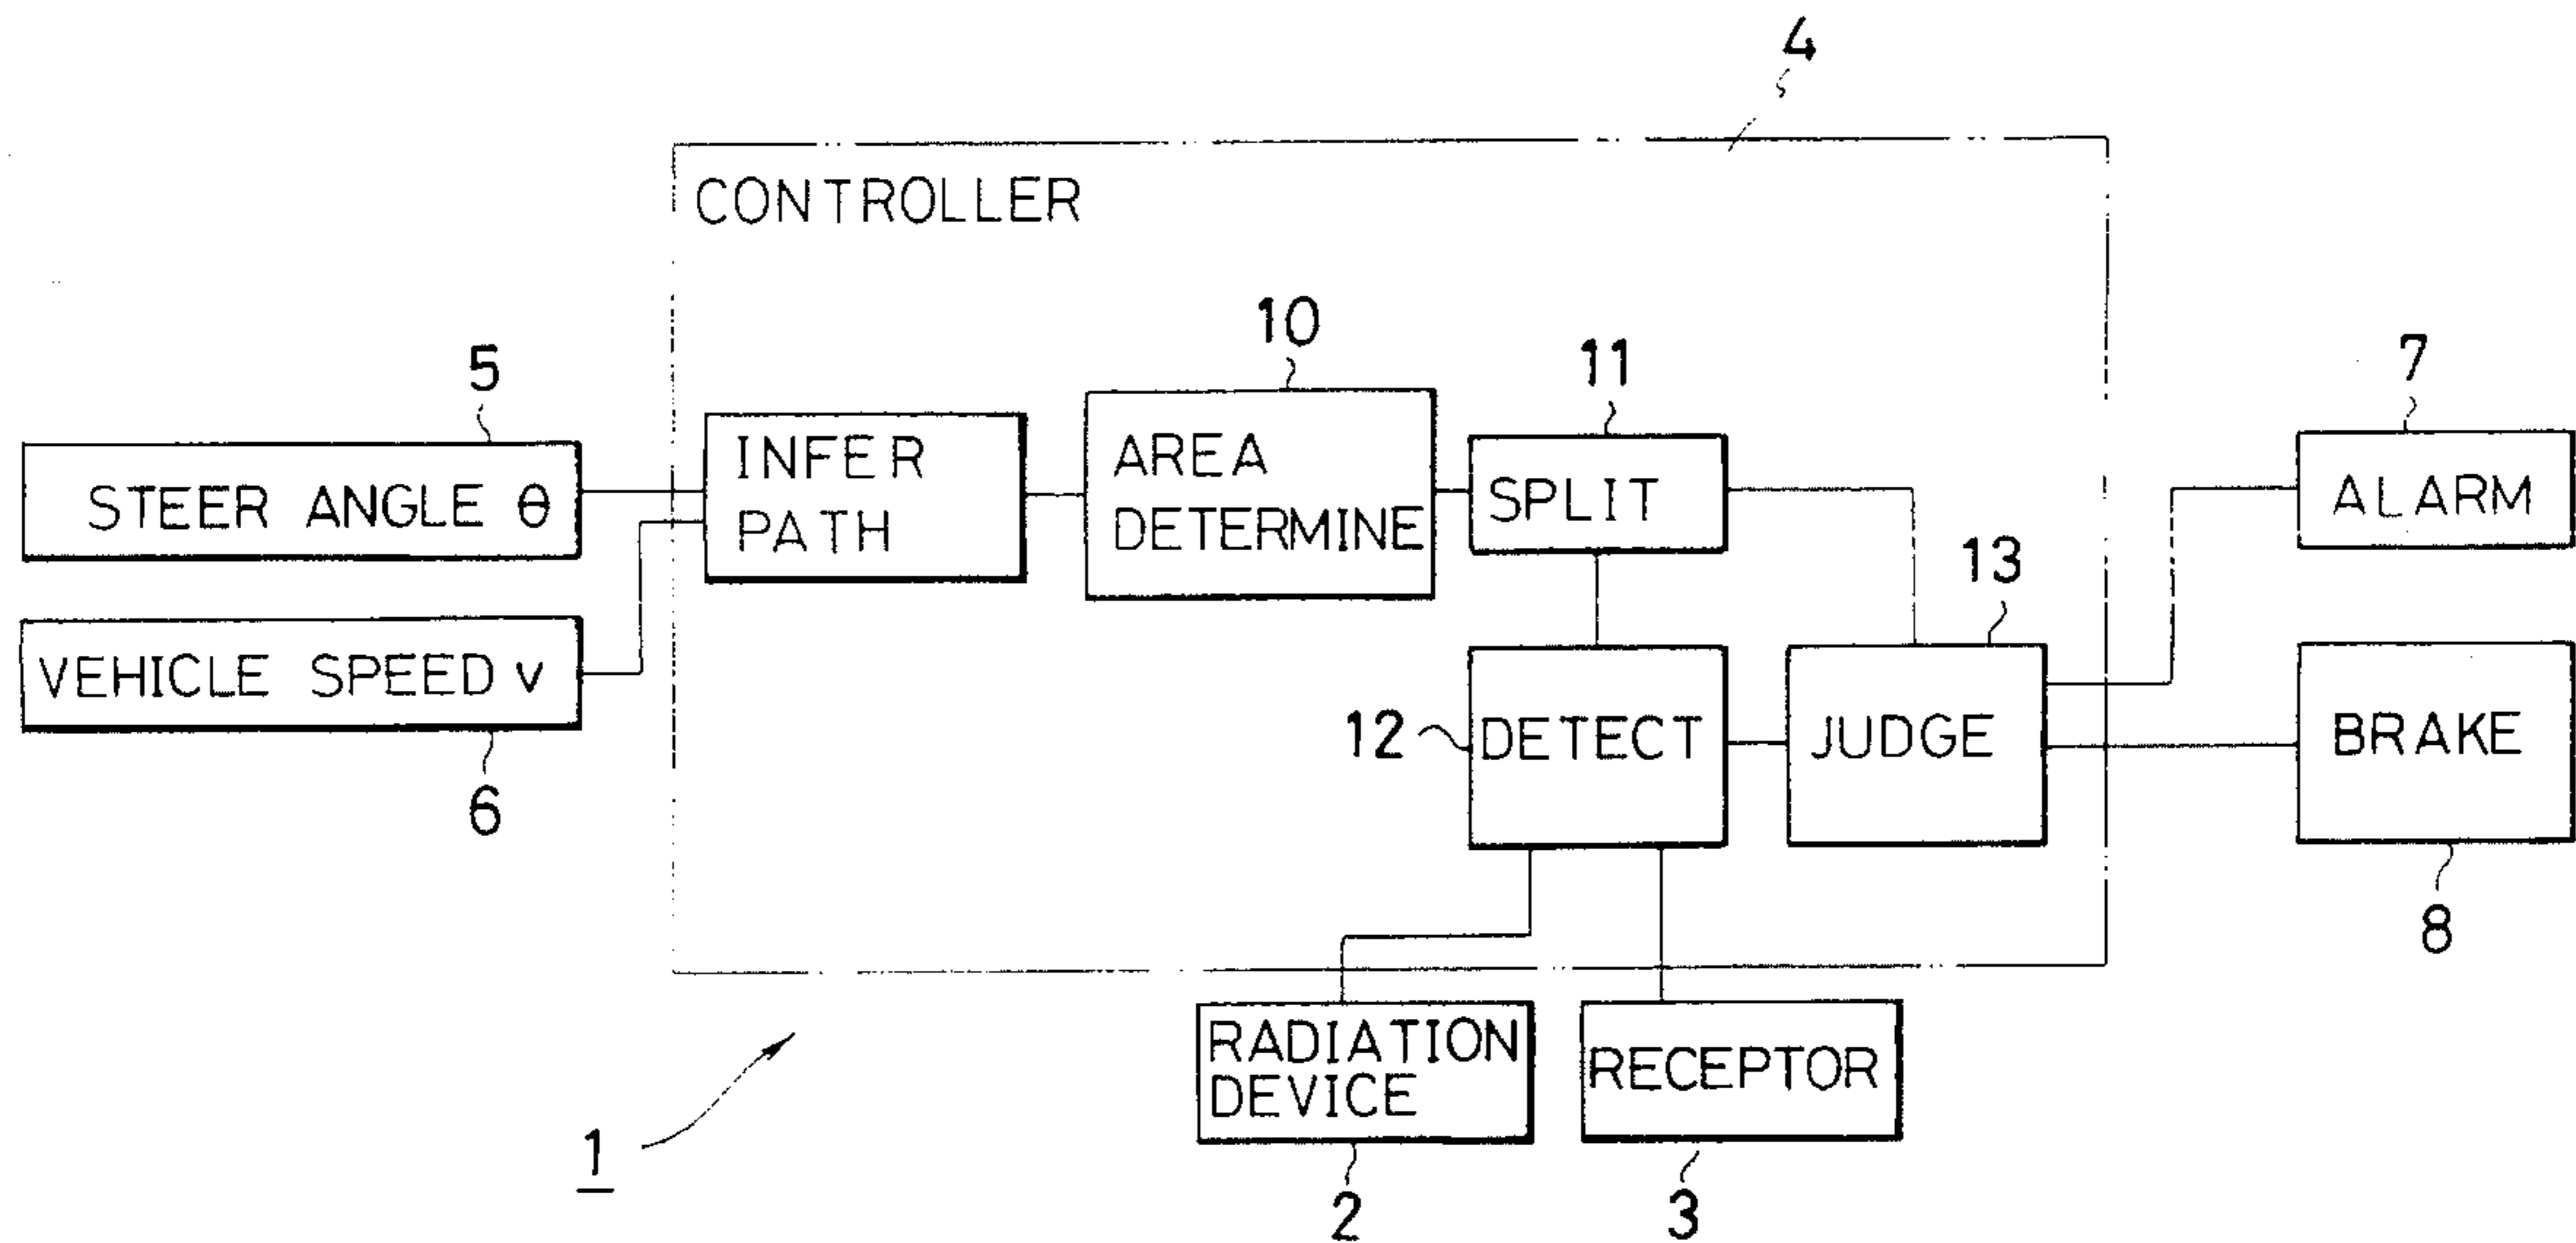 4
CONTROLLER
10
11
5
7
INFER
PATH
AREA
DETERMINE
SPLIT
STEER ANGLE θ
ALARM
13
VEHICLE SPEED v
12
DETECT
JUDGE
BRAKE
6
8
RADIATION
DEVICE
RECEPTOR
1
2
3